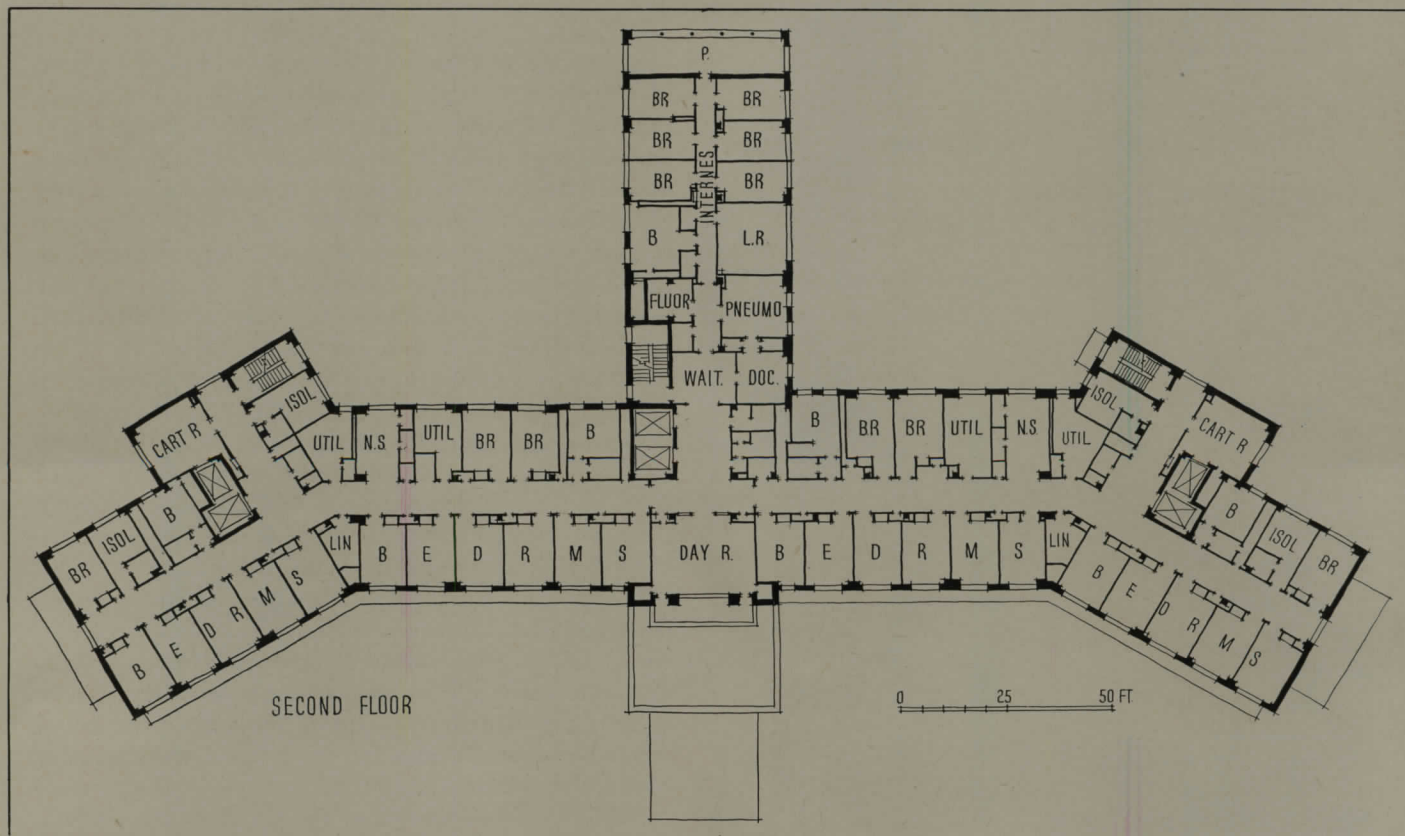 P.
BR BR
BR BR
BR BR
INTERNES
B L.R.
FLUOR PNEUMO
WAIT. DOC.
ISOL ISOL
CART R CART R
UTIL N.S. UTIL BR BR B B BR BR UTIL N.S. UTIL
B B
ISOL ISOL
BR BR
LIN B E D R M S DAY R. B E D R M S LIN
B E D R M S B E D R M S
SECOND FLOOR
0 25 50 FT.